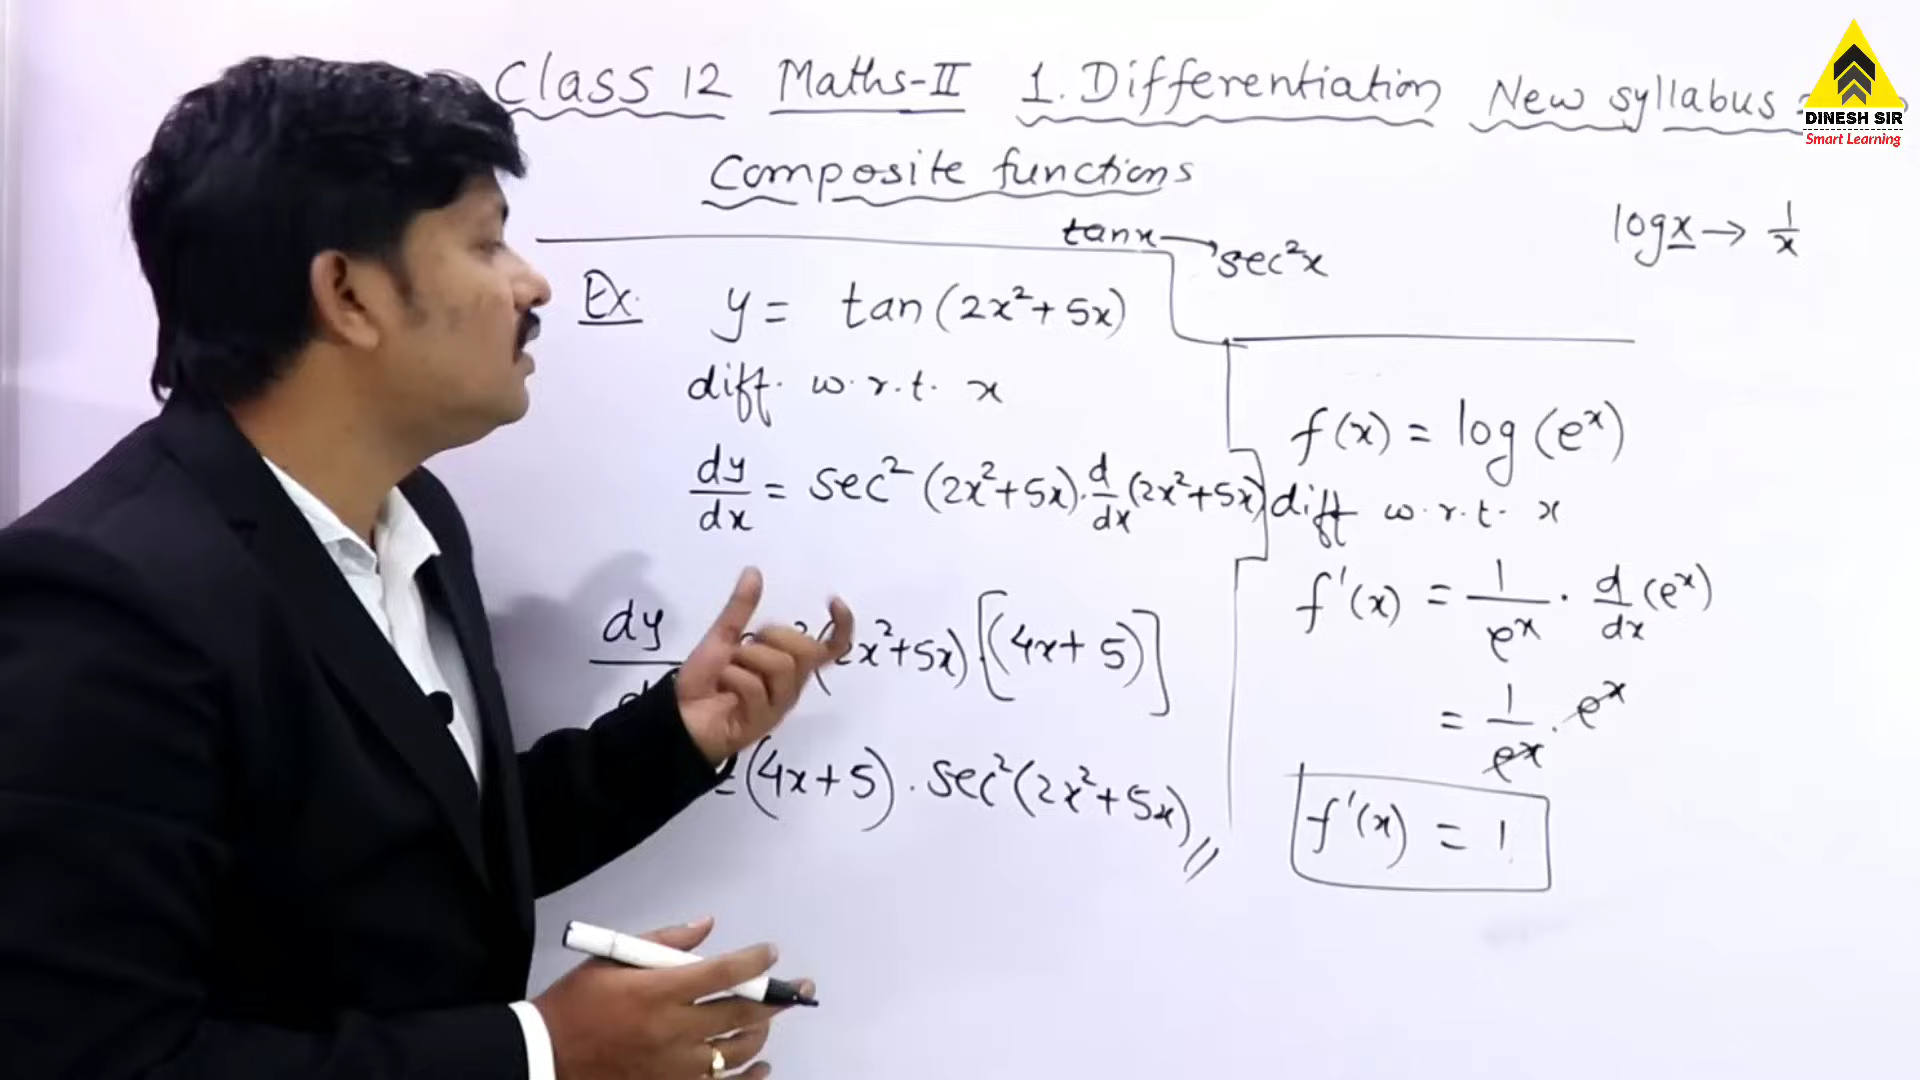 Class 12 Maths-II 1. Differentiation New syllabus
DINESH SIR
Smart Learning
Composite functions
tanx → sec²x
logx → 1/x
Ex. y = tan(2x²+5x)
diff. w.r.t. x
dy/dx = sec²(2x²+5x)·d/dx(2x²+5x)
dy (2x²+5x)·[(4x+5)]
=(4x+5)·sec²(2x²+5x)//
f(x) = log(eˣ)
diff w.r.t. x
f'(x) = 1/eˣ · d/dx(eˣ)
= 1/eˣ · eˣ
f'(x) = 1